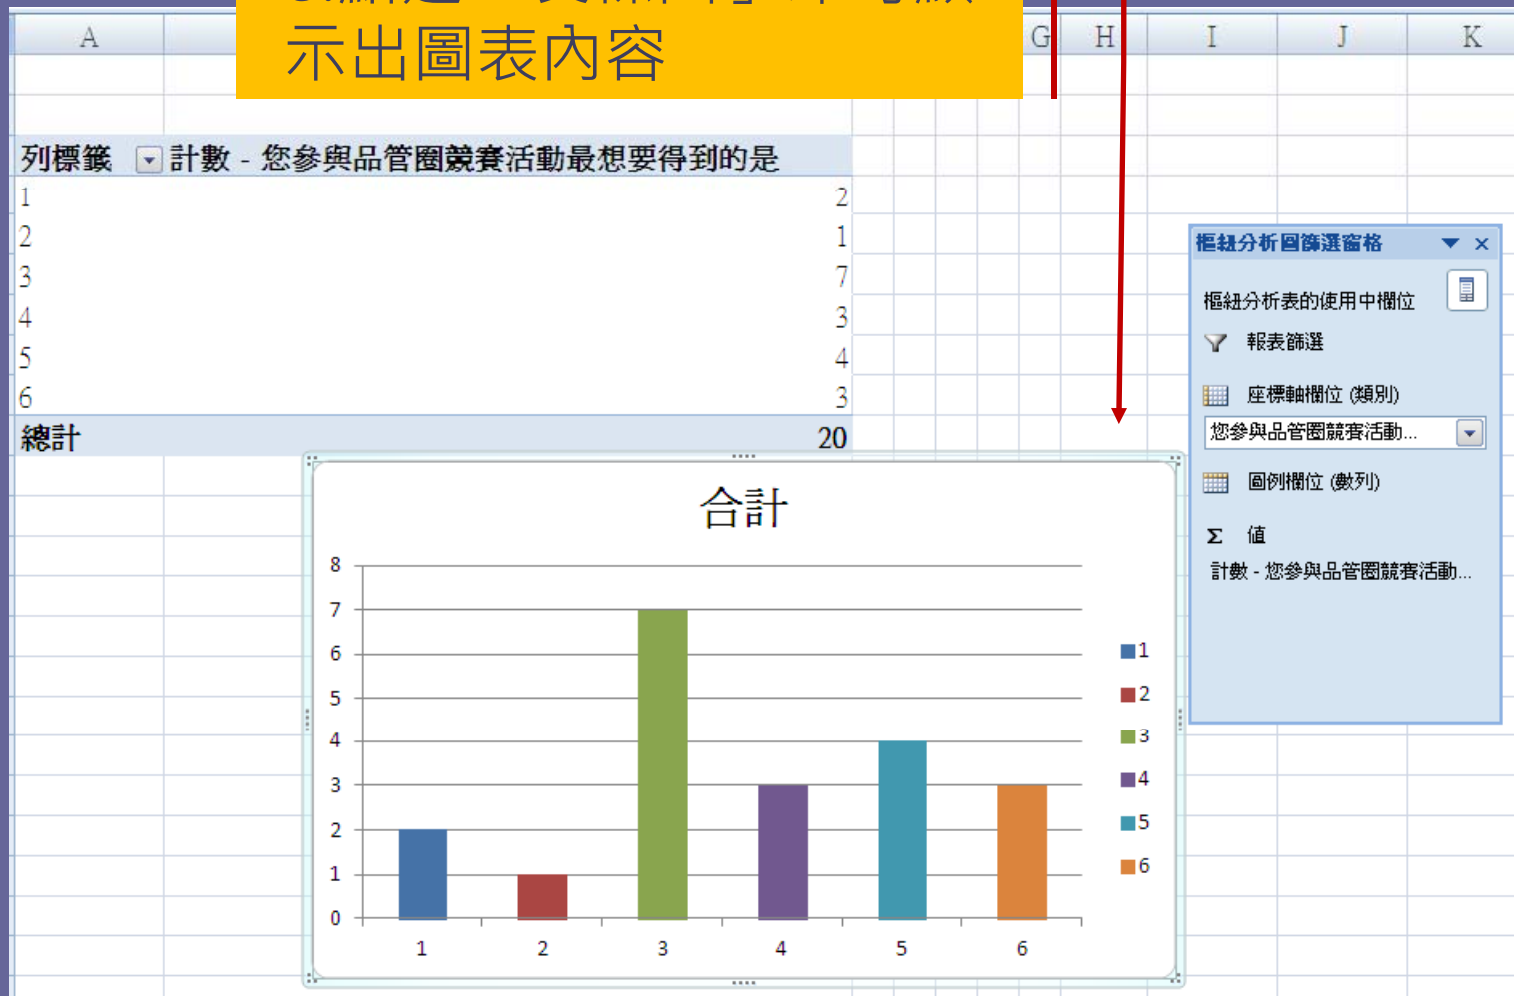 示出圖表內容
A G H I J K
列標籤 計數 - 您參與品管圈競賽活動最想要得到的是
1 2
2 1
3 7
4 3
5 4
6 3
總計 20
樞紐分析圖篩選窗格
樞紐分析表的使用中欄位
報表篩選
座標軸欄位 (類別)
您參與品管圈競賽活動...
圖例欄位 (數列)
Σ 值
計數 - 您參與品管圈競賽活動...
合計
8
7
6
5
4
3
2
1
0
1 2 3 4 5 6
1
2
3
4
5
6